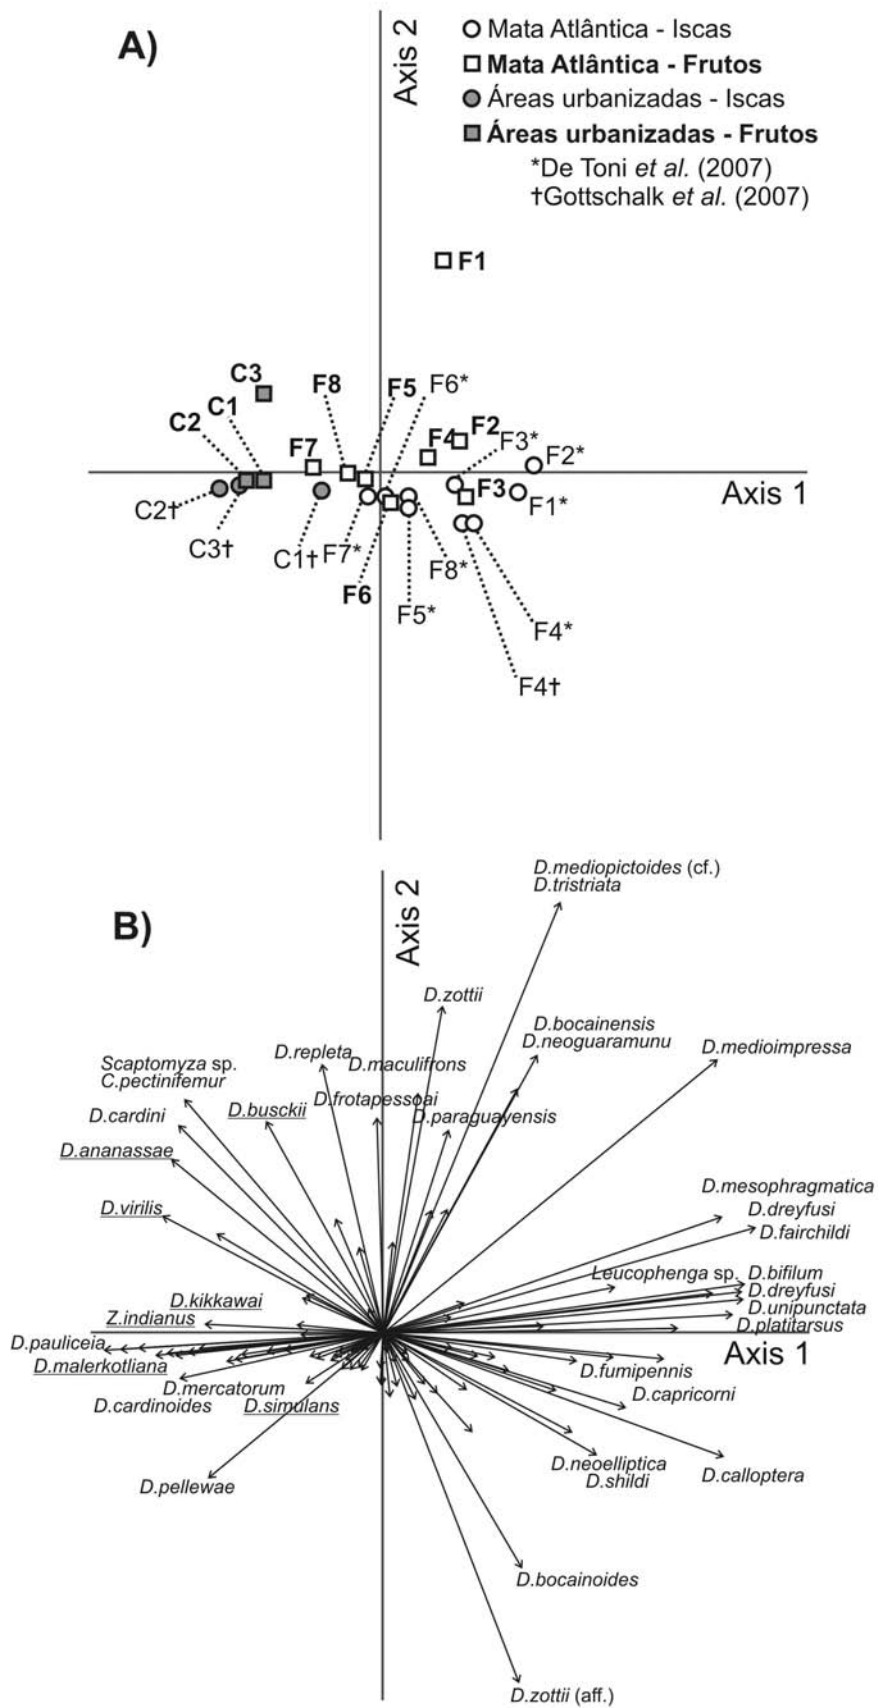 A)
Axis 2
Mata Atlântica - Iscas
Mata Atlântica - Frutos
Áreas urbanizadas - Iscas
Áreas urbanizadas - Frutos
*De Toni et al. (2007)
†Gottschalk et al. (2007)
F1
C3
C1
C2
F8
F5
F6*
F7
F4
F2
F3*
F2*
F3
F1*
Axis 1
C2†
C3†
C1†
F7*
F6
F8*
F5*
F4*
F4†
B)
Axis 2
D.mediopictoides (cf.)
D.tristriata
D.zottii
D.bocainensis
D.neoguaramunu
D.medioimpressa
D.repleta
D.maculifrons
Scaptomyza sp.
C.pectinifemur
D.frotapessoai
D.cardini
D.busckii
D.paraguayensis
D.ananassae
D.mesophragmatica
D.virilis
D.dreyfusi
D.fairchildi
Leucophenga sp.
D.bifilum
D.kikkawai
D.dreyfusi
Z.indianus
D.unipunctata
D.platitarsus
D.pauliceia
Axis 1
D.malerkotliana
D.fumipennis
D.mercatorum
D.capricorni
D.cardinoides
D.simulans
D.neoelliptica
D.shildi
D.calloptera
D.pellewae
D.bocainoides
D.zottii (aff.)